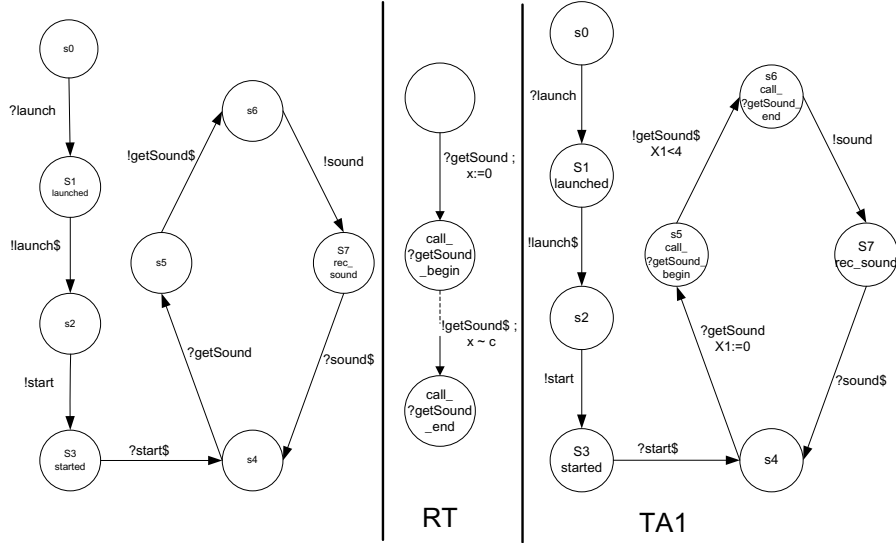 s0
?launch
S1
launched
!launch$
s2
!start
S3
started
?start$
s4
?getSound
s5
!getSound$
s6
!sound
S7
rec_
sound
?sound$
?getSound ;
x:=0
call_
?getSound
_begin
!getSound$ ;
x ~ c
call_
?getSound
_end
RT
s0
?launch
S1
launched
!launch$
s2
!start
S3
started
?start$
s4
?getSound
X1:=0
s5
call_
?getSound_
begin
!getSound$
X1<4
s6
call_
?getSound_
end
!sound
S7
rec_sound
?sound$
TA1